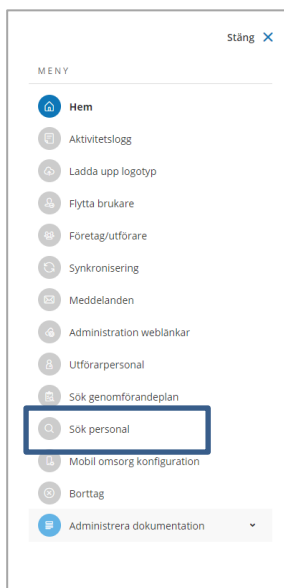 Stäng ✕
MENY
Hem
Aktivitetslogg
Ladda upp logotyp
Flytta brukare
Företag/utförare
Synkronisering
Meddelanden
Administration weblänkar
Utförarpersonal
Sök genomförandeplan
Sök personal
Mobil omsorg konfiguration
Borttag
Administrera dokumentation